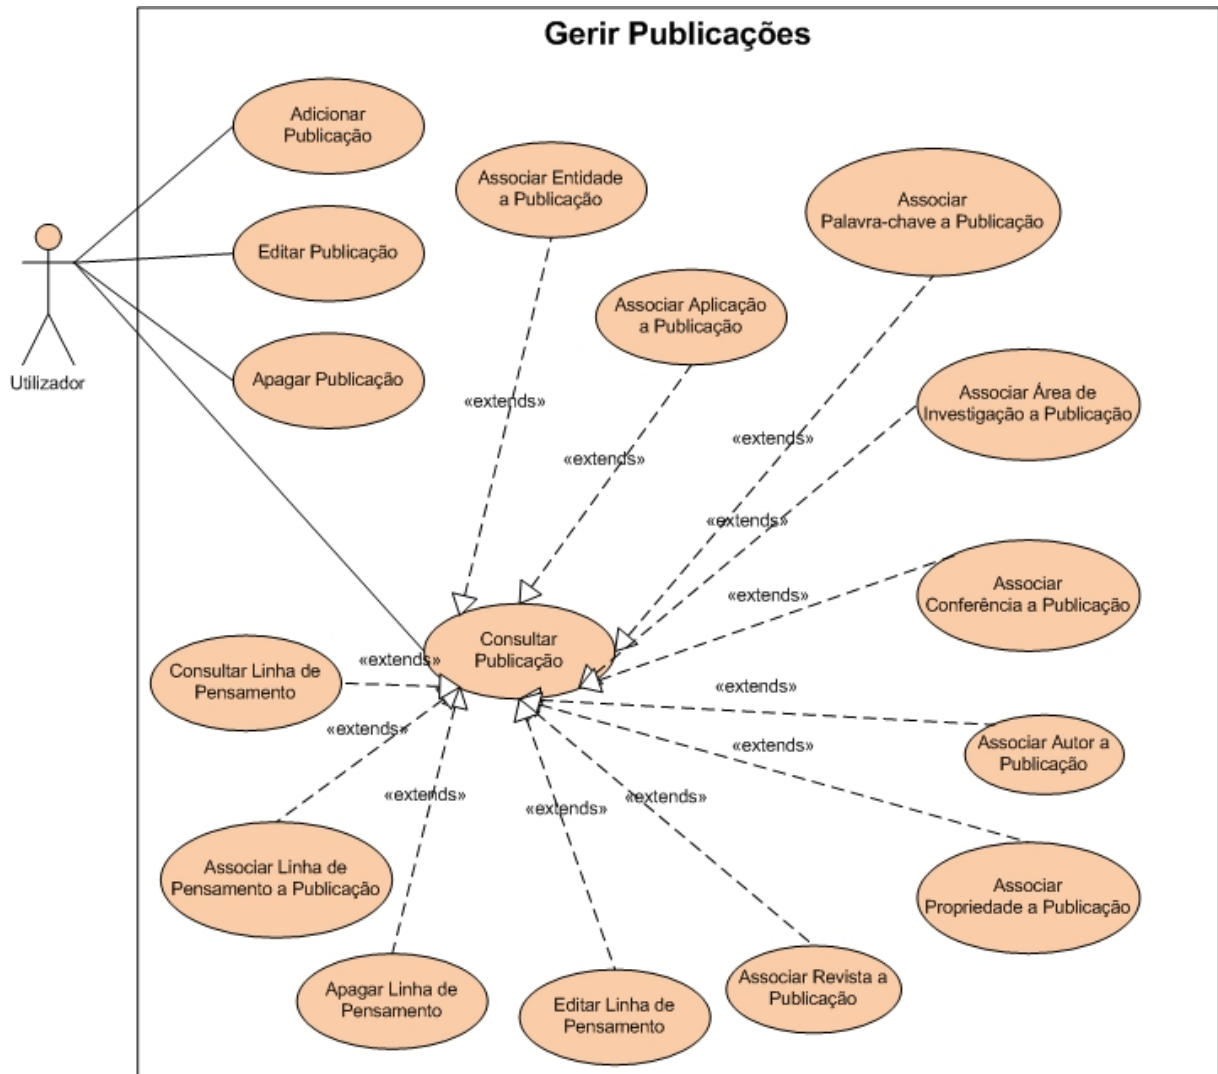 Gerir Publicações
Adicionar
Publicação
Associar Entidade
a Publicação
Associar
Palavra-chave a Publicação
Editar Publicação
Associar Aplicação
a Publicação
Apagar Publicação
Utilizador
Associar Área de
Investigação a Publicação
«extends»
«extends»
«extends»
«extends»
«extends»
Associar
Conferência a Publicação
Consultar
Publicação
«extends»
Consultar Linha de
Pensamento
«extends»
«extends»
«extends»
Associar Autor a
Publicação
«extends»
«extends»
«extends»
Associar Linha de
Pensamento a Publicação
Associar
Propriedade a Publicação
Apagar Linha de
Pensamento
Editar Linha de
Pensamento
Associar Revista a
Publicação